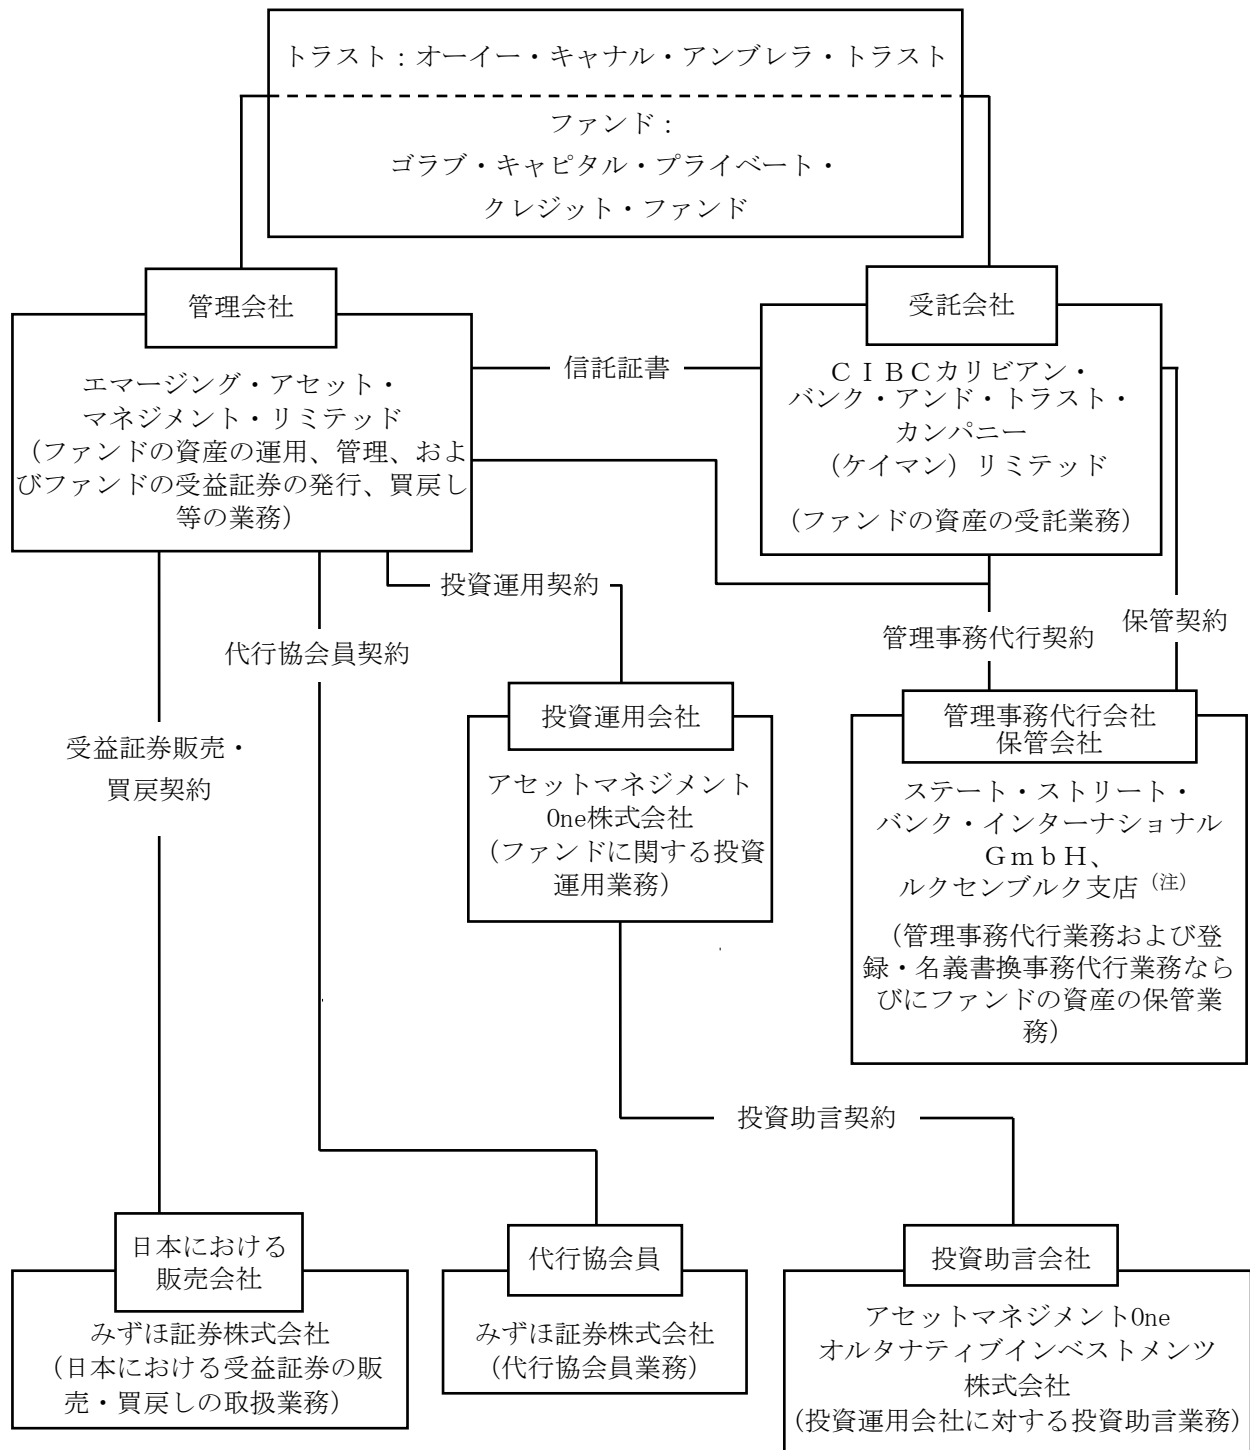 トラスト：オーイー・キャナル・アンブレラ・トラスト
ファンド：
ゴラブ・キャピタル・プライベート・
クレジット・ファンド
管理会社
エマージング・アセット・
マネジメント・リミテッド
（ファンドの資産の運用、管理、およ
びファンドの受益証券の発行、買戻し
等の業務）
信託証書
受託会社
ＣＩＢＣカリビアン・
バンク・アンド・トラスト・
カンパニー
（ケイマン）リミテッド
（ファンドの資産の受託業務）
投資運用契約
代行協会員契約
管理事務代行契約
保管契約
受益証券販売・
買戻契約
投資運用会社
アセットマネジメント
One株式会社
（ファンドに関する投資
運用業務）
管理事務代行会社
保管会社
ステート・ストリート・
バンク・インターナショナル
ＧｍｂＨ、
ルクセンブルク支店（注）
（管理事務代行業務および登
録・名義書換事務代行業務なら
びにファンドの資産の保管業
務）
投資助言契約
日本における
販売会社
みずほ証券株式会社
（日本における受益証券の販
売・買戻しの取扱業務）
代行協会員
みずほ証券株式会社
（代行協会員業務）
投資助言会社
アセットマネジメントOne
オルタナティブインベストメンツ
株式会社
（投資運用会社に対する投資助言業務）